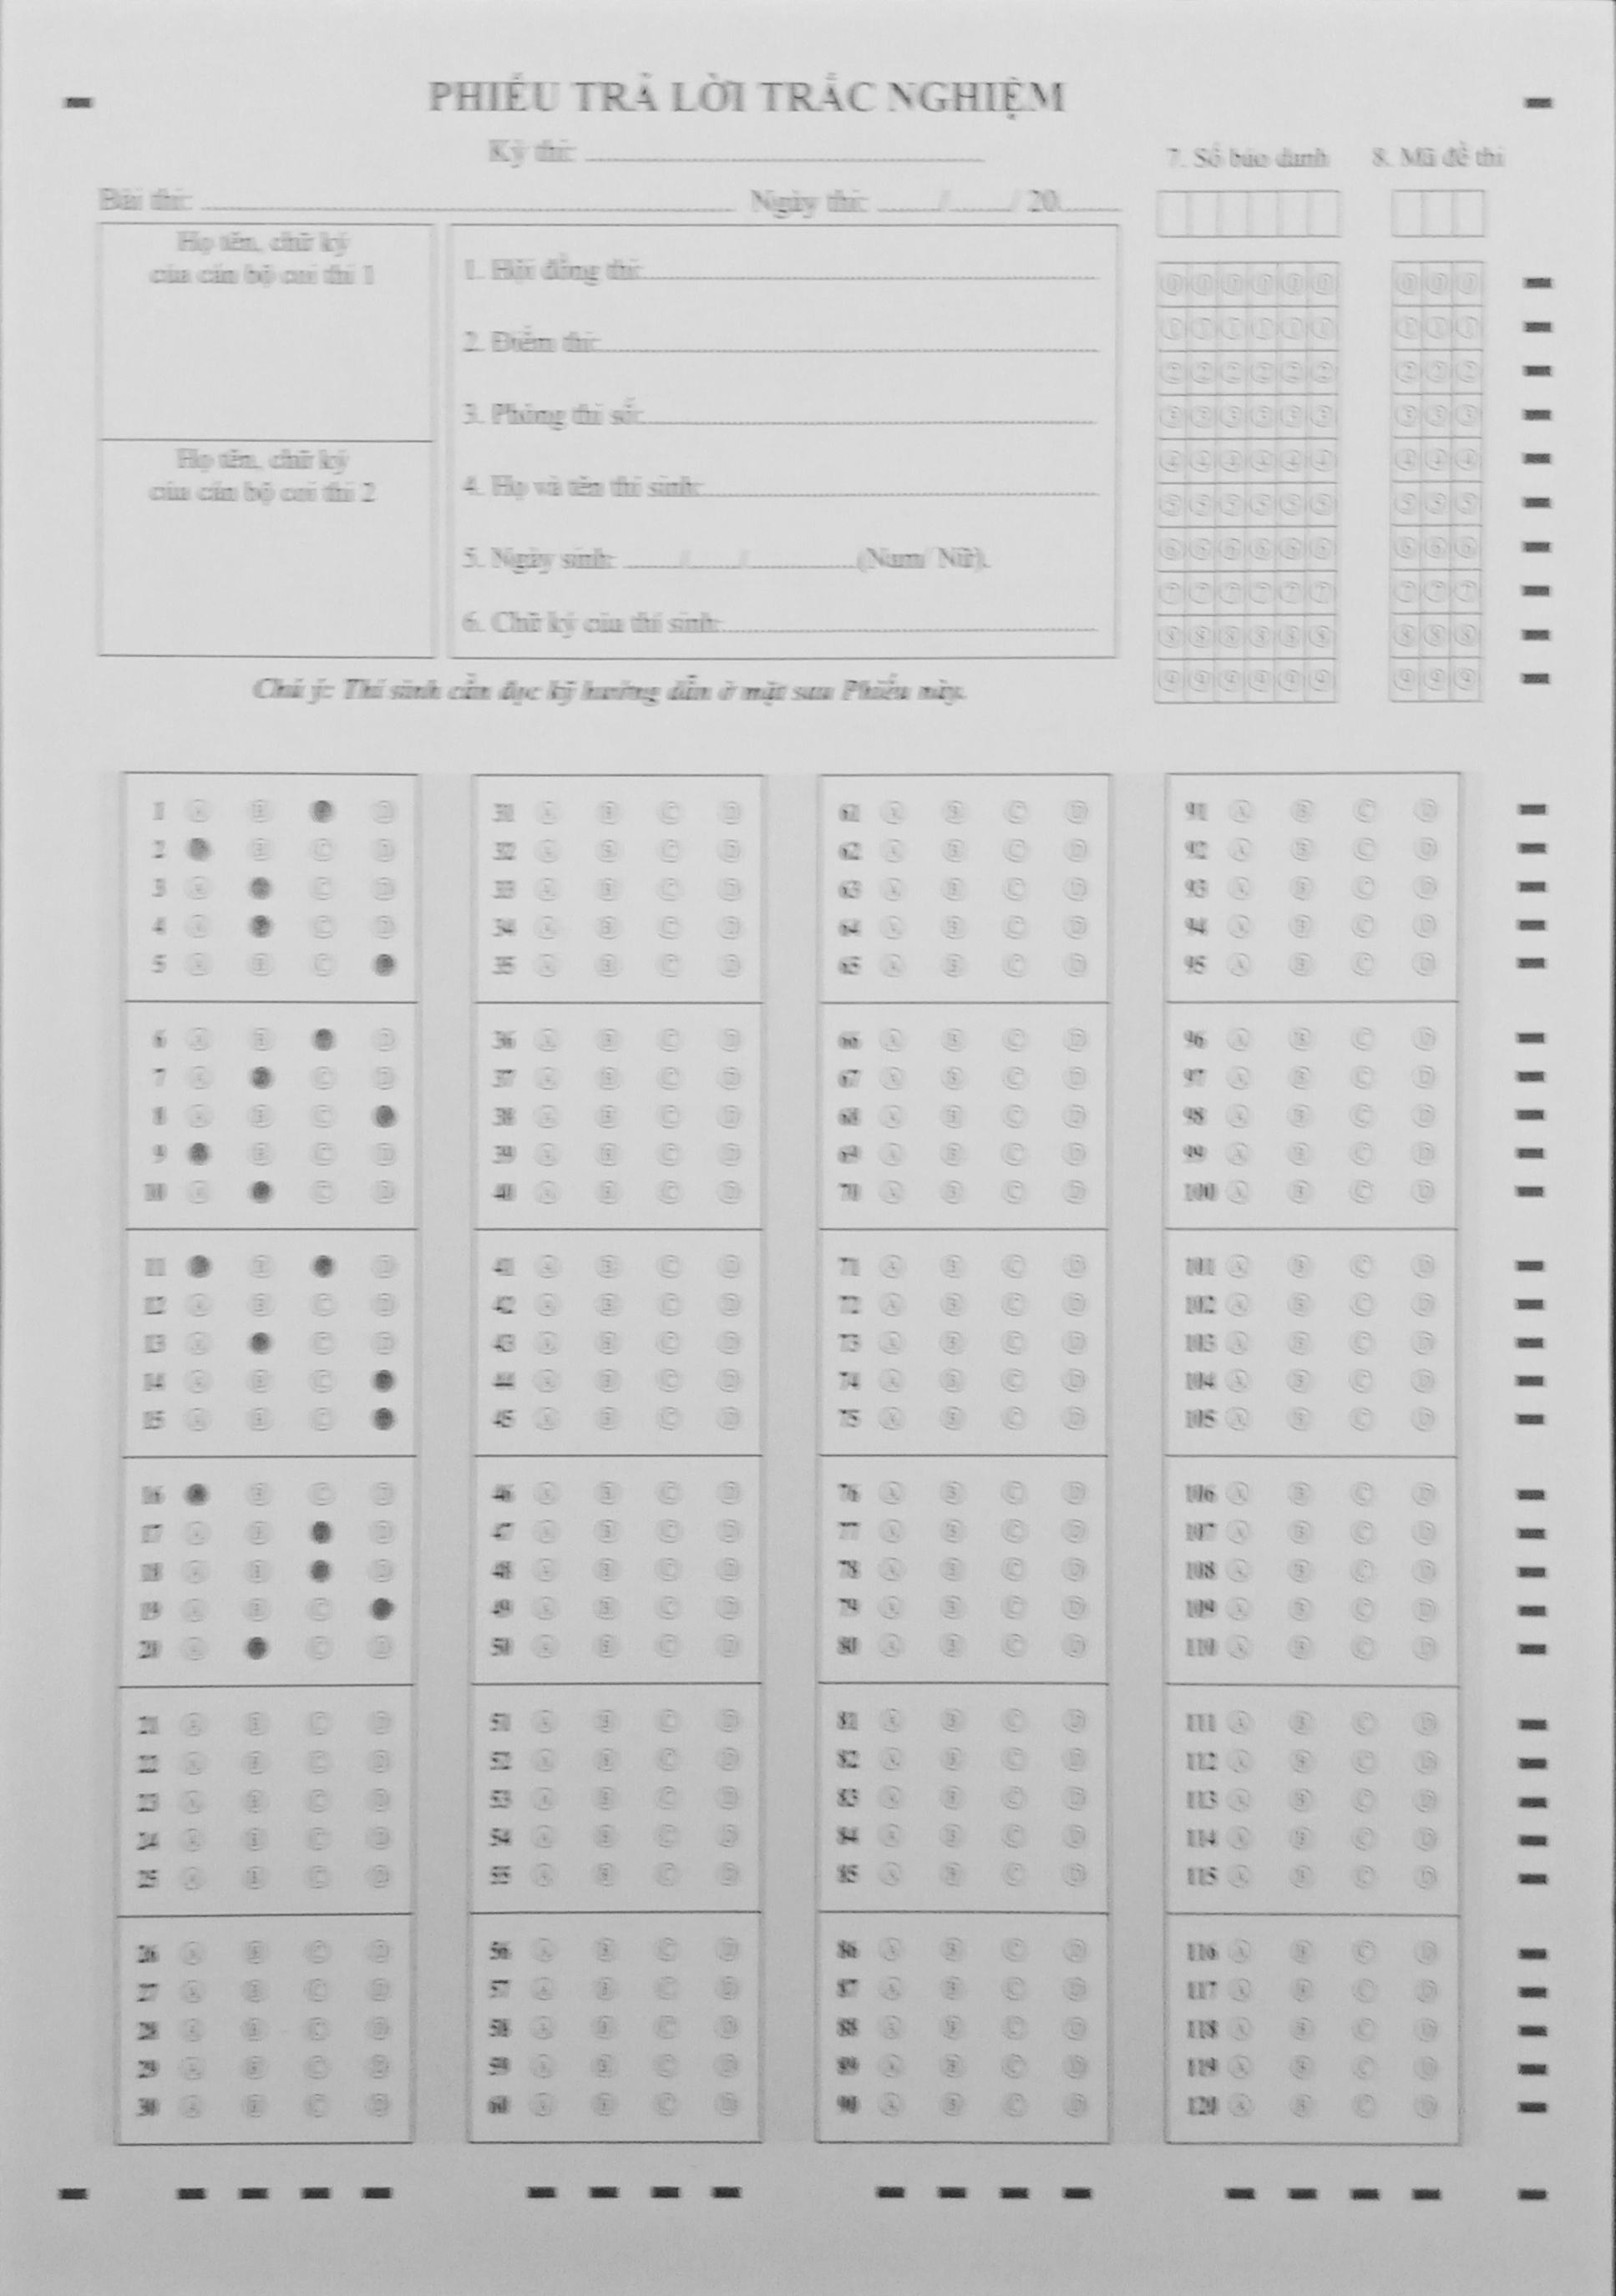 PHIẾU TRẢ LỜI TRẮC NGHIỆM
Kỳ thi: ........
7. Số báo danh 8. Mã đề thi
Bài thi: ........ Ngày thi: ......../......../ 20........
Họ tên, chữ ký
của cán bộ coi thi 1
Họ tên, chữ ký
của cán bộ coi thi 2
1. Hội đồng thi:........
2. Điểm thi:........
3. Phòng thi số:........
4. Họ và tên thí sinh:........
5. Ngày sinh: ......../......../........(Nam/ Nữ).
6. Chữ ký của thí sinh:........
0 0 0 0 0 0 0 0 0
1 1 1 1 1 1 1 1 1
2 2 2 2 2 2 2 2 2
3 3 3 3 3 3 3 3 3
4 4 4 4 4 4 4 4 4
5 5 5 5 5 5 5 5 5
6 6 6 6 6 6 6 6 6
7 7 7 7 7 7 7 7 7
8 8 8 8 8 8 8 8 8
9 9 9 9 9 9 9 9 9
Chú ý: Thí sinh cần đọc kỹ hướng dẫn ở mặt sau Phiếu này.
1 A B D
2 B C D
3 A C D
4 A C D
5 A B C
6 A B D
7 A C D
8 A B C
9 B C D
10 A C D
11 B D
12 A B C D
13 A C D
14 A B C
15 A B C
16 B C D
17 A B D
18 A B D
19 A B C
20 A C D
21 A B C D
22 A B C D
23 A B C D
24 A B C D
25 A B C D
26 A B C D
27 A B C D
28 A B C D
29 A B C D
30 A B C D
31 A B C D
32 A B C D
33 A B C D
34 A B C D
35 A B C D
36 A B C D
37 A B C D
38 A B C D
39 A B C D
40 A B C D
41 A B C D
42 A B C D
43 A B C D
44 A B C D
45 A B C D
46 A B C D
47 A B C D
48 A B C D
49 A B C D
50 A B C D
51 A B C D
52 A B C D
53 A B C D
54 A B C D
55 A B C D
56 A B C D
57 A B C D
58 A B C D
59 A B C D
60 A B C D
61 A B C D
62 A B C D
63 A B C D
64 A B C D
65 A B C D
66 A B C D
67 A B C D
68 A B C D
69 A B C D
70 A B C D
71 A B C D
72 A B C D
73 A B C D
74 A B C D
75 A B C D
76 A B C D
77 A B C D
78 A B C D
79 A B C D
80 A B C D
81 A B C D
82 A B C D
83 A B C D
84 A B C D
85 A B C D
86 A B C D
87 A B C D
88 A B C D
89 A B C D
90 A B C D
91 A B C D
92 A B C D
93 A B C D
94 A B C D
95 A B C D
96 A B C D
97 A B C D
98 A B C D
99 A B C D
100 A B C D
101 A B C D
102 A B C D
103 A B C D
104 A B C D
105 A B C D
106 A B C D
107 A B C D
108 A B C D
109 A B C D
110 A B C D
111 A B C D
112 A B C D
113 A B C D
114 A B C D
115 A B C D
116 A B C D
117 A B C D
118 A B C D
119 A B C D
120 A B C D